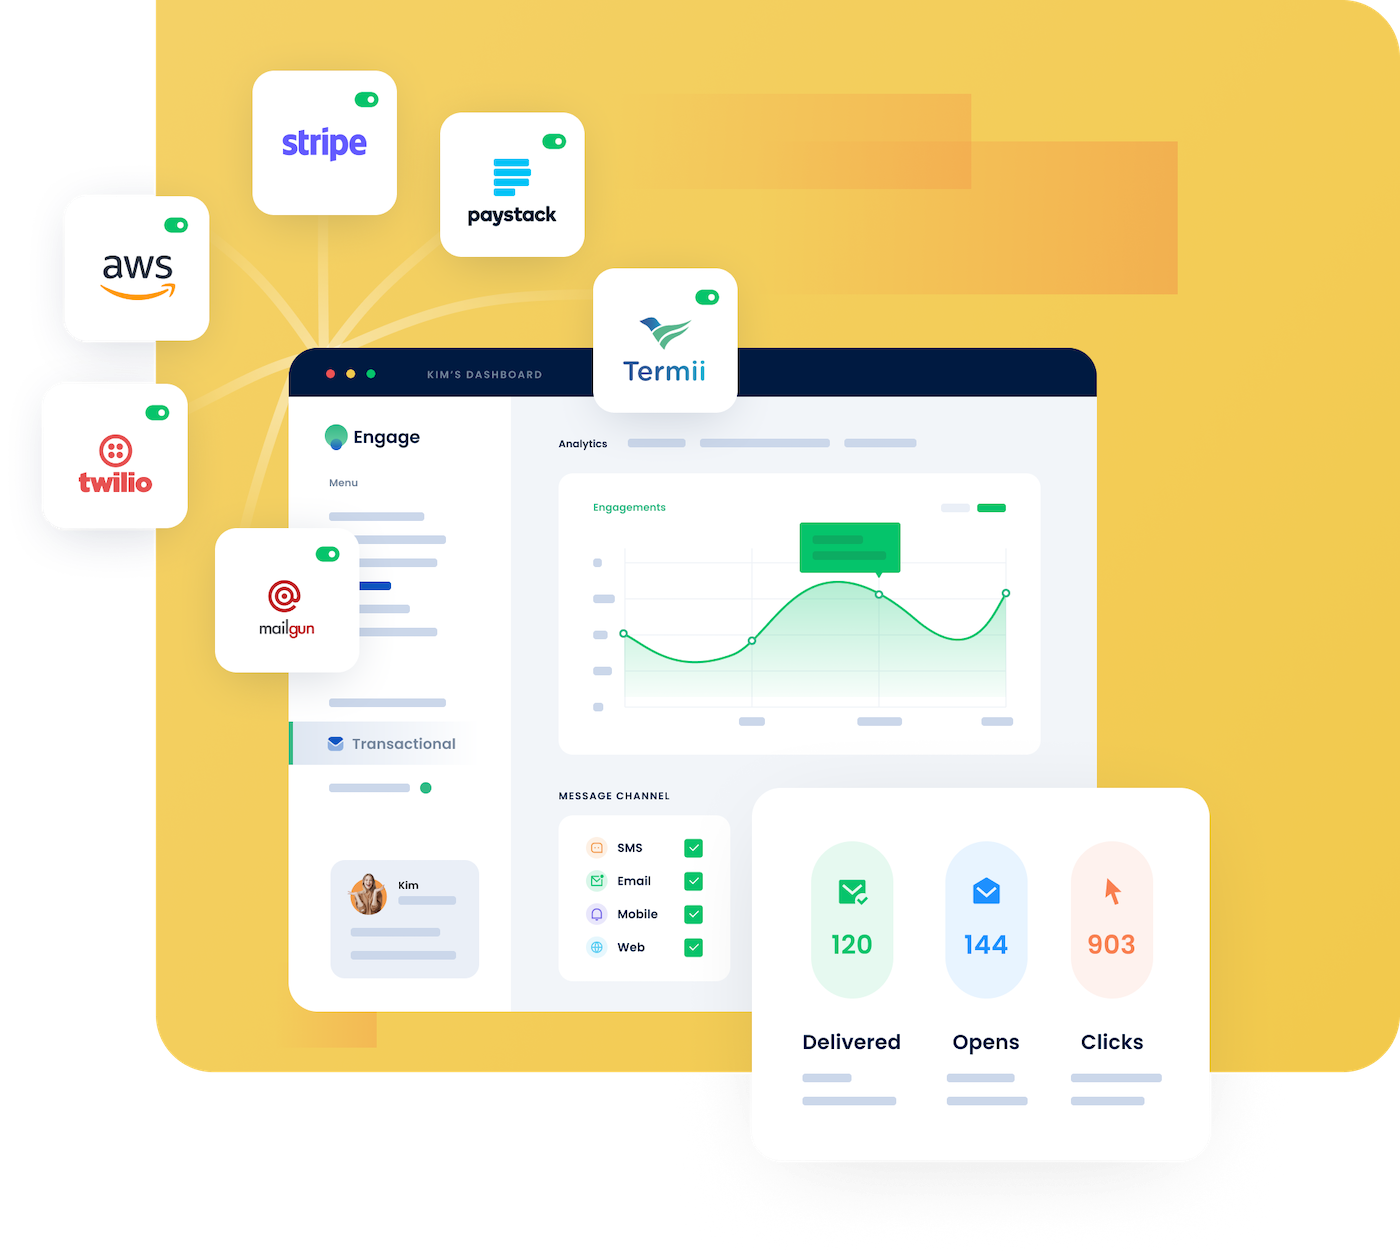 stripe
paystack
aws
Termii
KIM'S DASHBOARD
twilio
Engage
Analytics
Menu
Engagements
mailgun
Transactional
MESSAGE CHANNEL
SMS
Email
Mobile
Web
Kim
120
144
903
Delivered
Opens
Clicks